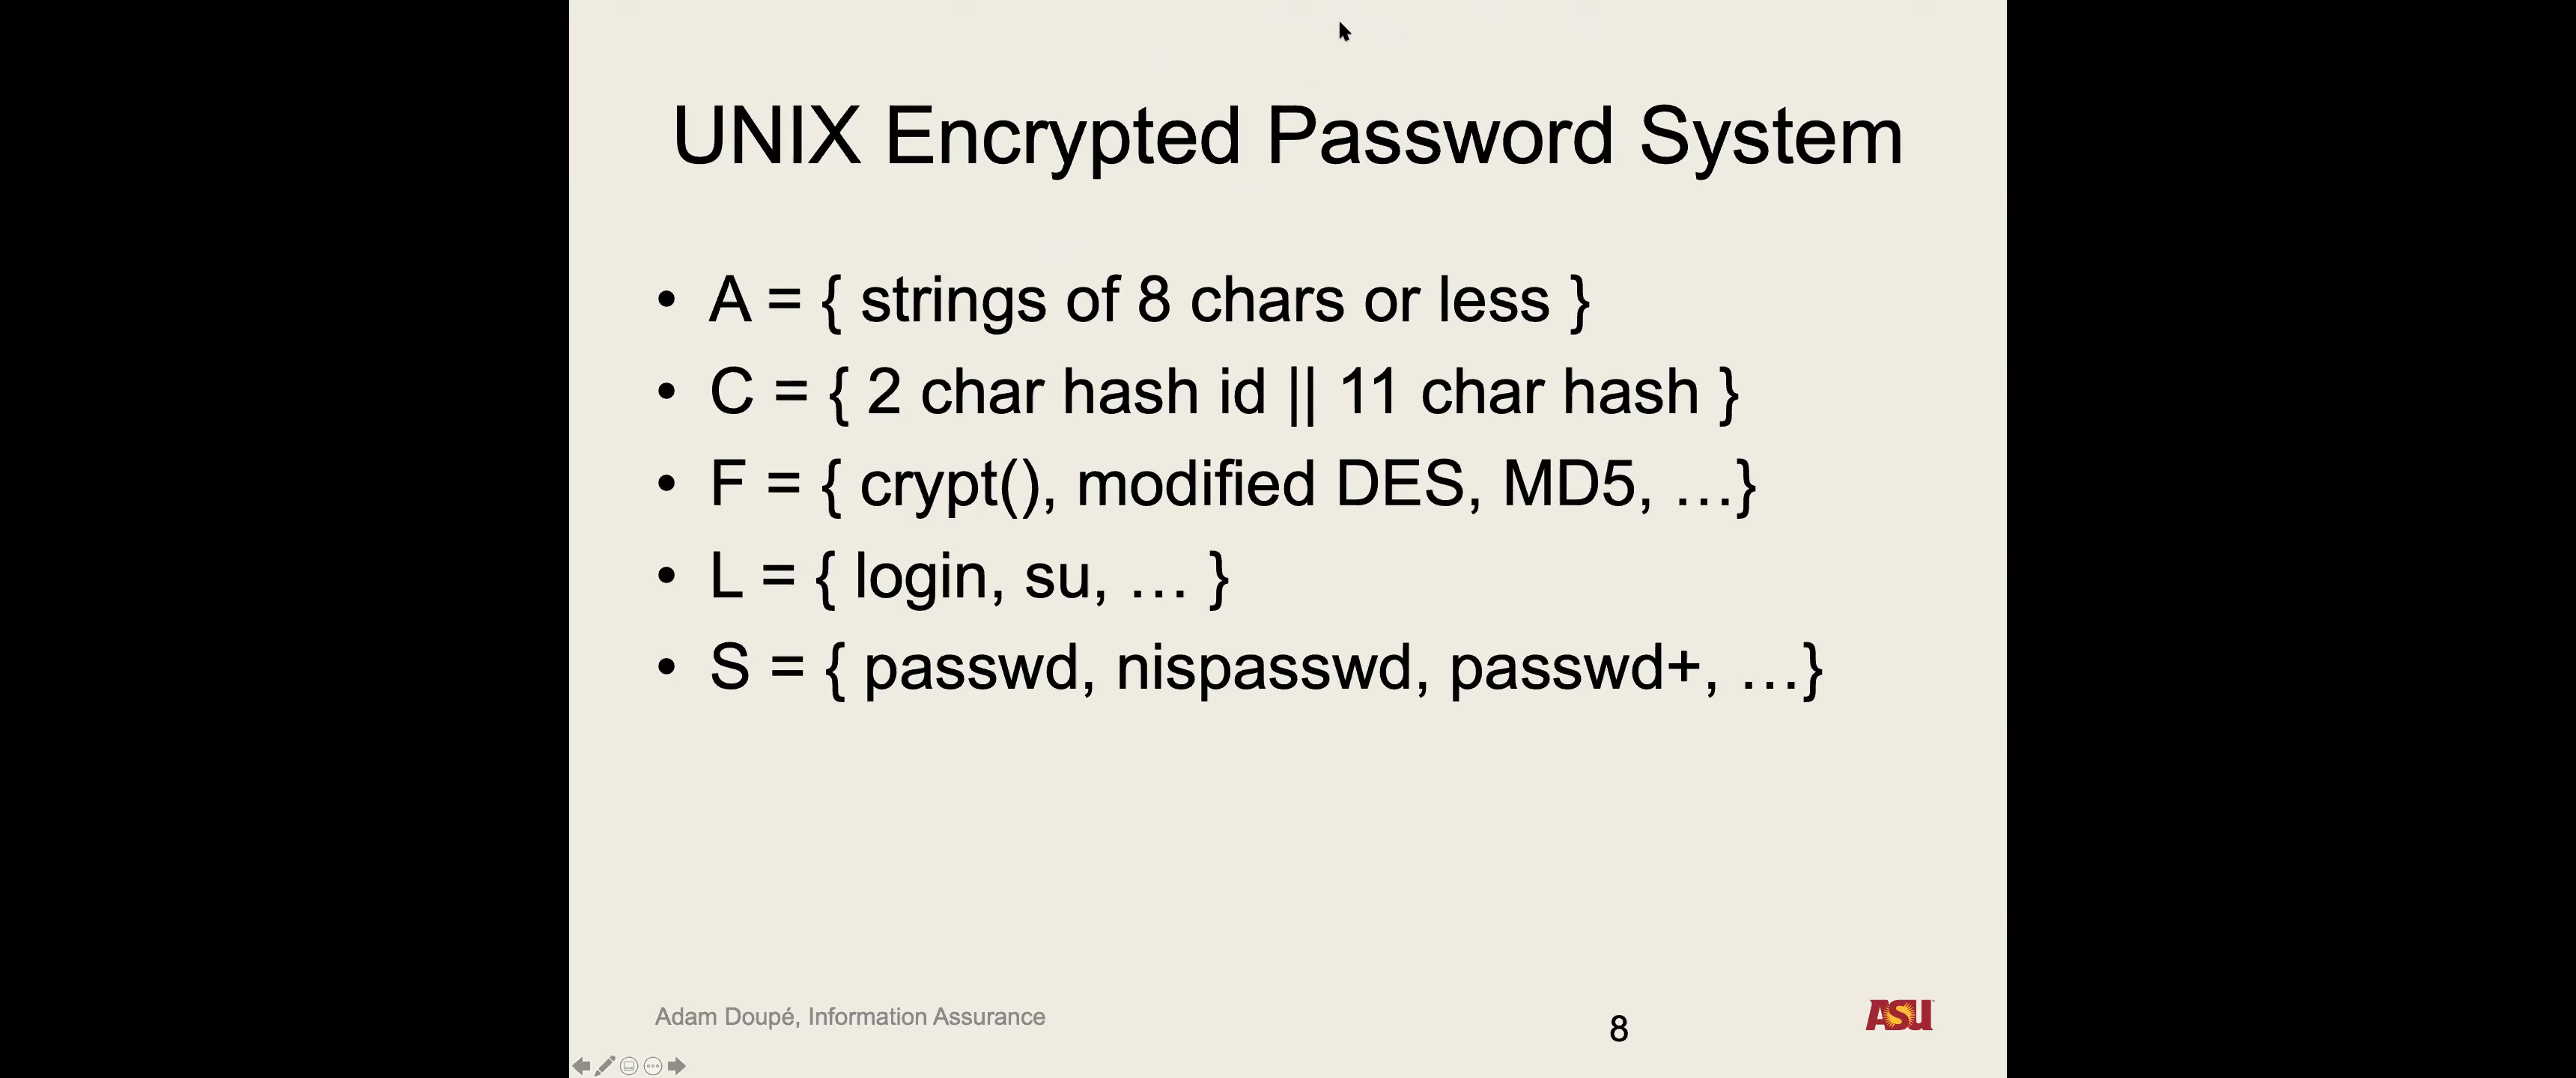 UNIX Encrypted Password System
• A = { strings of 8 chars or less }
• C = { 2 char hash id || 11 char hash }
• F = { crypt(), modified DES, MD5, …}
• L = { login, su, … }
• S = { passwd, nispasswd, passwd+, …}
Adam Doupé, Information Assurance
8
ASU